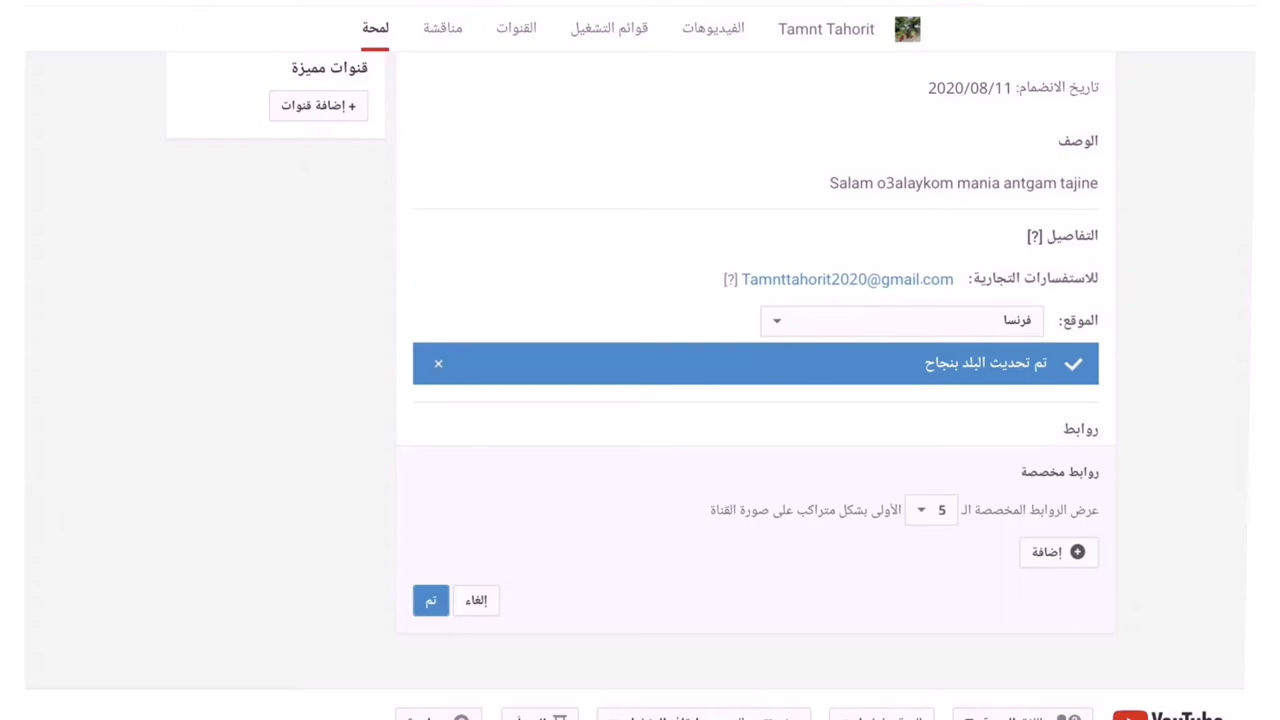 Tamnt Tahorit الفيديوهات قوائم التشغيل القنوات مناقشة لمحة
قنوات مميزة
+ إضافة قنوات
تاريخ الانضمام: 2020/08/11
الوصف
Salam o3alaykom mania antgam tajine
التفاصيل [?]
للاستفسارات التجارية: Tamnttahorit2020@gmail.com [?]
الموقع: فرنسا
تم تحديث البلد بنجاح ×
روابط
روابط مخصصة
عرض الروابط المخصصة الـ 5 الأولى بشكل متراكب على صورة القناة
إضافة
إلغاء تم
YouTube